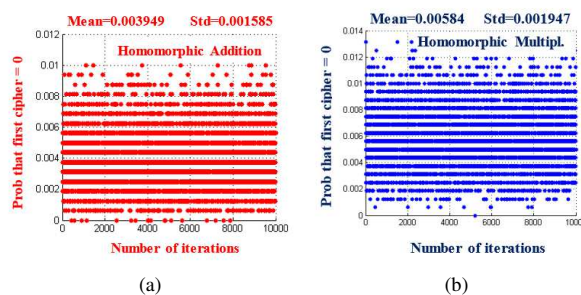 Mean=0.003949 Std=0.001585
Homomorphic Addition
Prob that first cipher = 0
0.012
0.01
0.008
0.006
0.004
0.002
0
0 2000 4000 6000 8000 10000
Number of iterations
(a)
Mean=0.00584 Std=0.001947
Homomorphic Multipl.
Prob that first cipher = 0
0.014
0.012
0.01
0.008
0.006
0.004
0.002
0
0 2000 4000 6000 8000 1000
Number of iterations
(b)